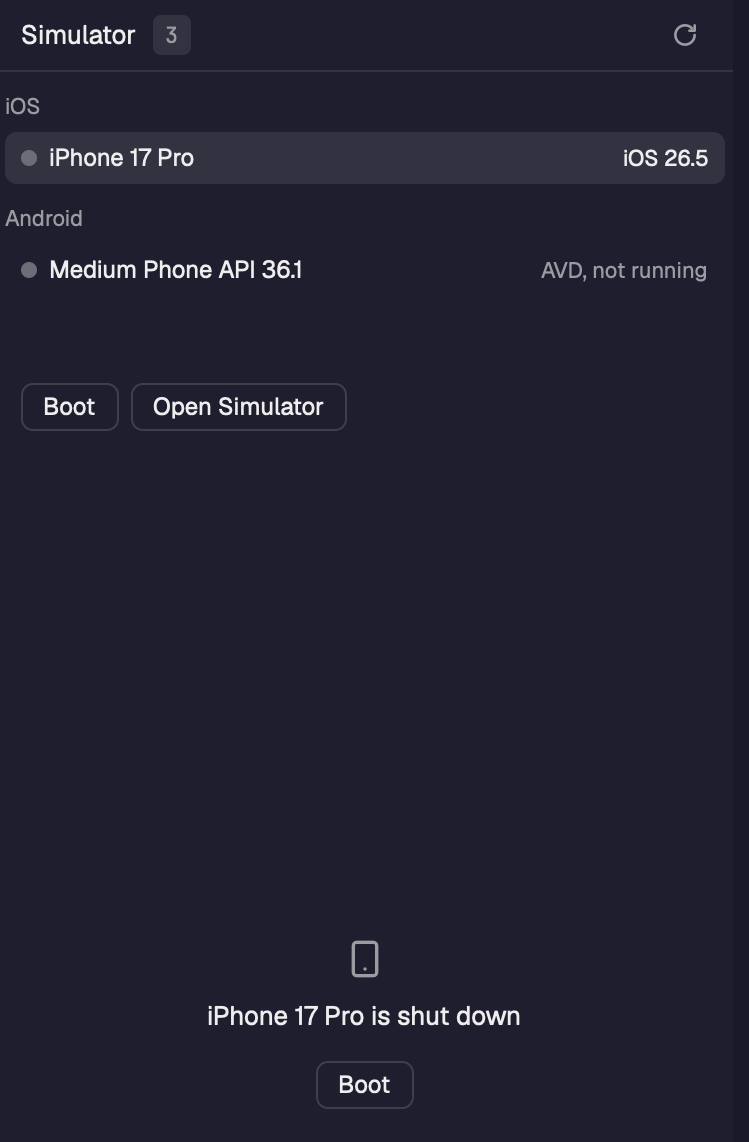 Simulator 3
iOS
iPhone 17 Pro iOS 26.5
Android
Medium Phone API 36.1 AVD, not running
Boot Open Simulator
iPhone 17 Pro is shut down
Boot